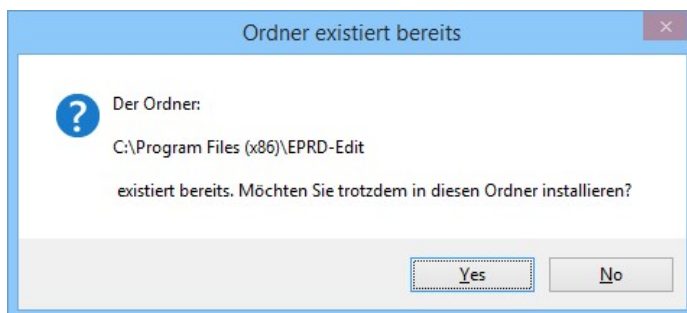 Ordner existiert bereits
Der Ordner:
C:\Program Files (x86)\EPRD-Edit
existiert bereits. Möchten Sie trotzdem in diesen Ordner installieren?
Yes
No